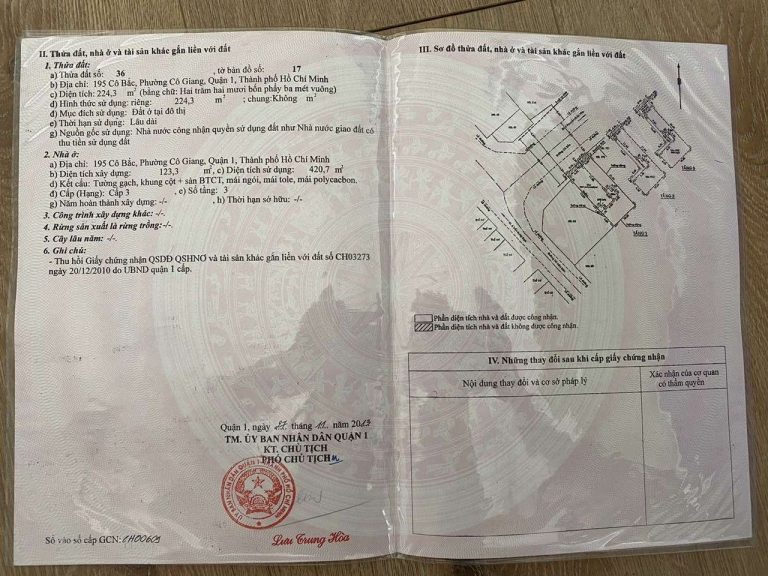 II. Thửa đất, nhà ở và tài sản khác gắn liền với đất
1. Thửa đất:
a) Thửa đất số: 36 , tờ bản đồ số: 17
b) Địa chỉ: 195 Cô Bắc, Phường Cô Giang, Quận 1, Thành phố Hồ Chí Minh
c) Diện tích: 224,3 m² (bằng chữ: Hai trăm hai mươi bốn phẩy ba mét vuông)
d) Hình thức sử dụng: riêng: 224,3 m² ; chung: Không m²
đ) Mục đích sử dụng: Đất ở tại đô thị
e) Thời hạn sử dụng: Lâu dài
g) Nguồn gốc sử dụng: Nhà nước công nhận quyền sử dụng đất như Nhà nước giao đất có
thu tiền sử dụng đất
2. Nhà ở:
a) Địa chỉ: 195 Cô Bắc, Phường Cô Giang, Quận 1, Thành phố Hồ Chí Minh
b) Diện tích xây dựng: 123,3 m², c) Diện tích sử dụng: 420,7 m²
d) Kết cấu: Tường gạch, khung cột + sàn BTCT, mái ngói, mái tole, mái polycacbon.
đ) Cấp (Hạng): Cấp 3 , e) Số tầng: 3
g) Năm hoàn thành xây dựng: -/- , h) Thời hạn sở hữu: -/-
3. Công trình xây dựng khác: -/-
4. Rừng sản xuất là rừng trồng: -/-
5. Cây lâu năm: -/-.
6. Ghi chú:
- Thu hồi Giấy chứng nhận QSDĐ QSHNƠ và tài sản khác gắn liền với đất số CH03273
ngày 20/12/2010 do UBND quận 1 cấp.
Quận 1, ngày tháng năm 2013
TM. ỦY BAN NHÂN DÂN QUẬN 1
KT. CHỦ TỊCH
PHÓ CHỦ TỊCH
Lưu Trung Hòa
Số vào sổ cấp GCN: CH00609
III. Sơ đồ thửa đất, nhà ở và tài sản khác gắn liền với đất
TẦNG 3
TẦNG 2
Phần diện tích nhà và đất được công nhận.
Phần diện tích nhà và đất không được công nhận.
IV. Những thay đổi sau khi cấp giấy chứng nhận
Nội dung thay đổi và cơ sở pháp lý
Xác nhận của cơ quan
có thẩm quyền